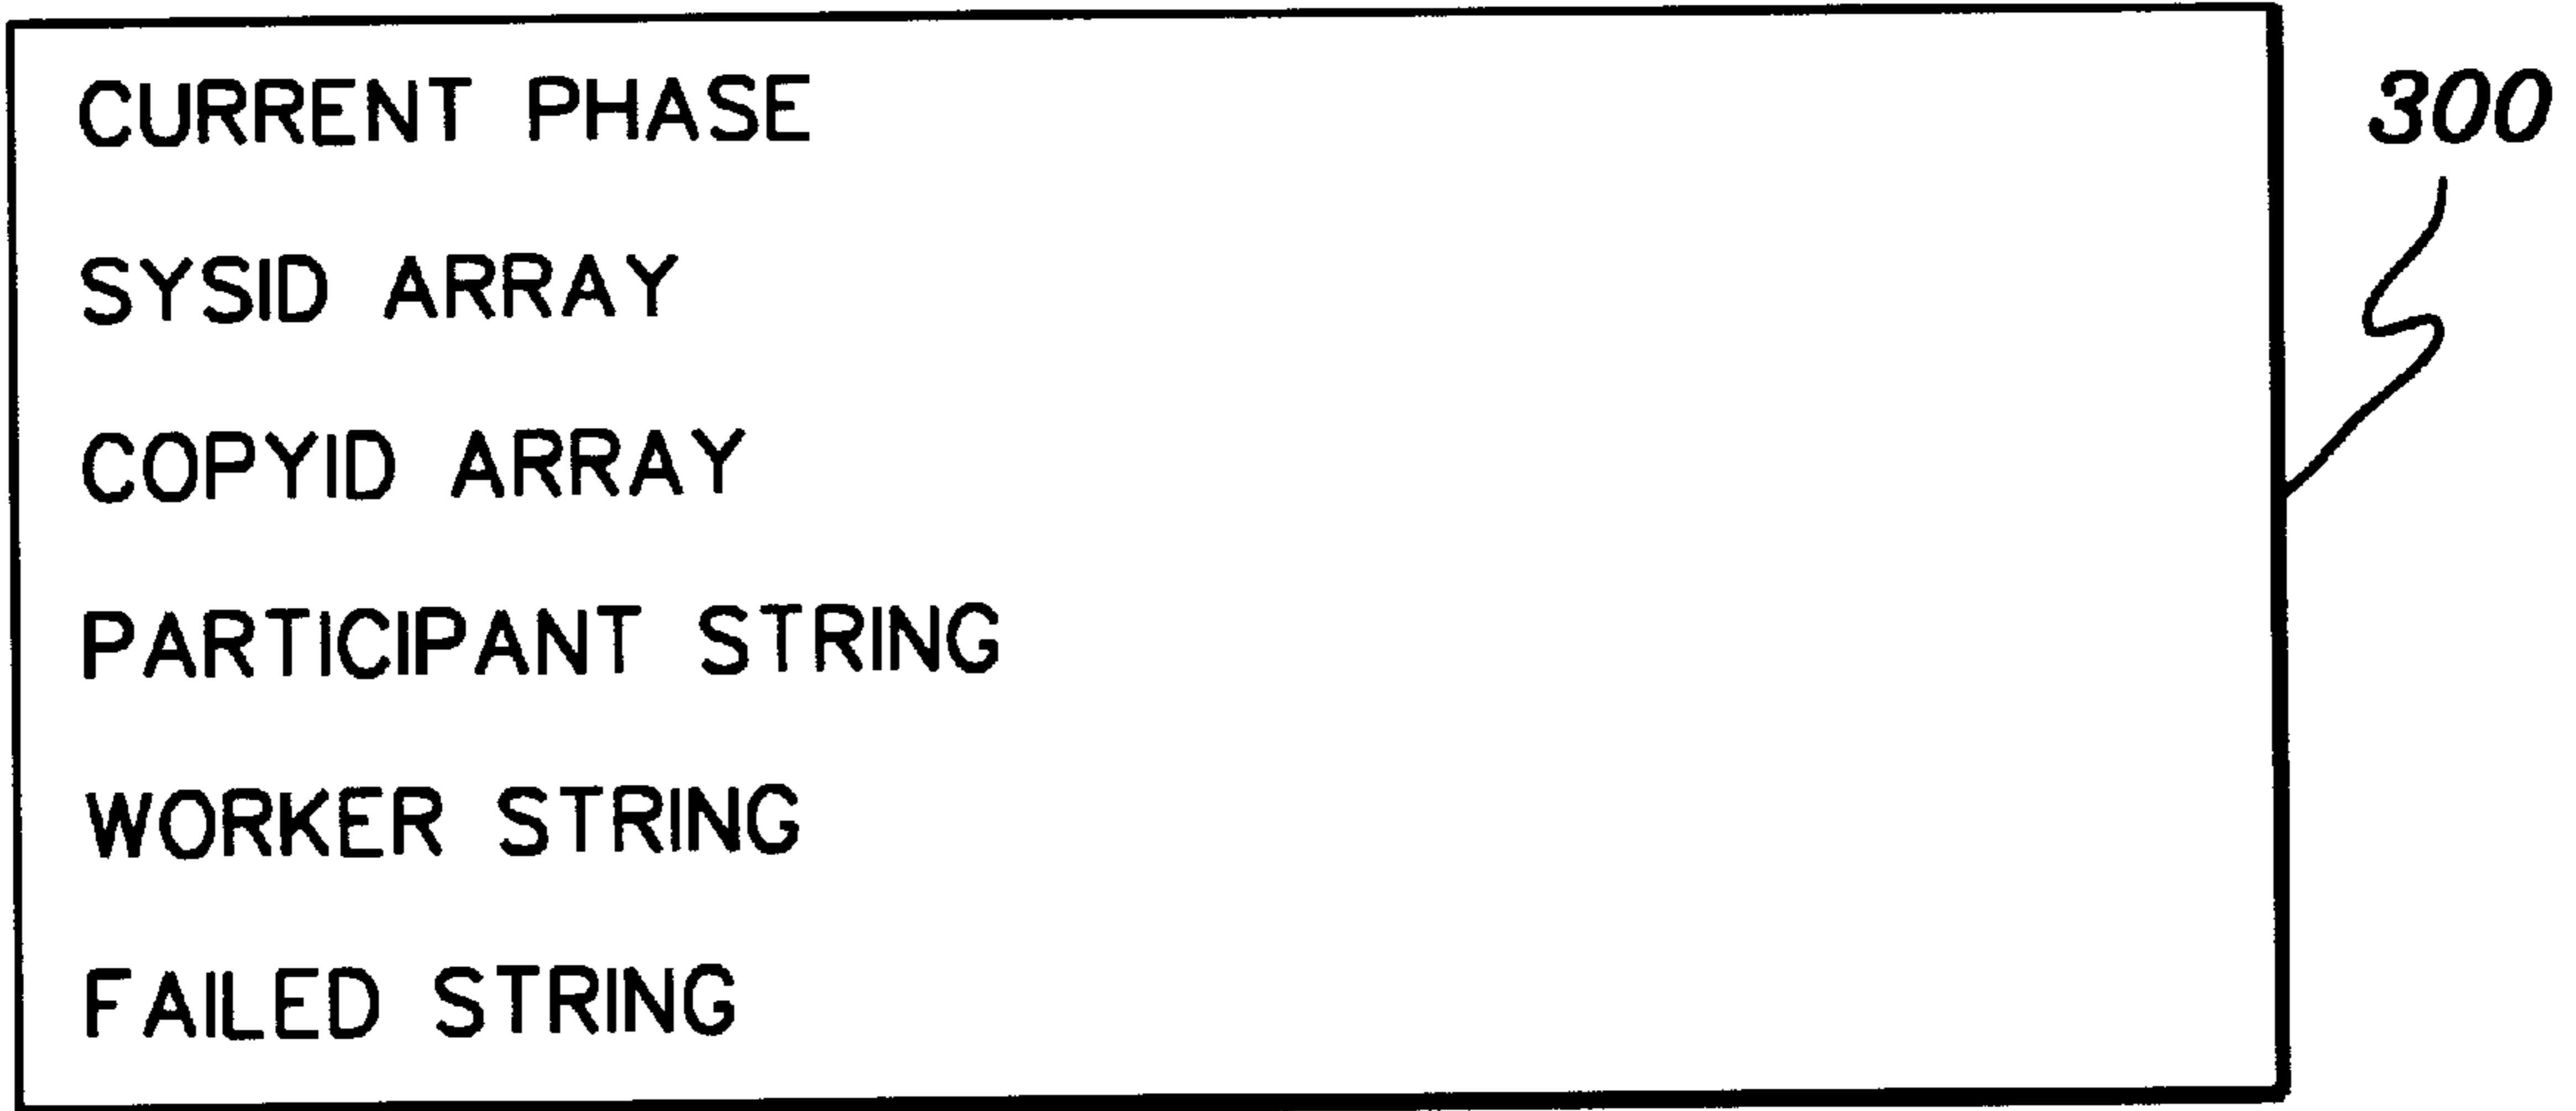 CURRENT PHASE
300
SYSID ARRAY
COPYID ARRAY
PARTICIPANT STRING
WORKER STRING
FAILED STRING